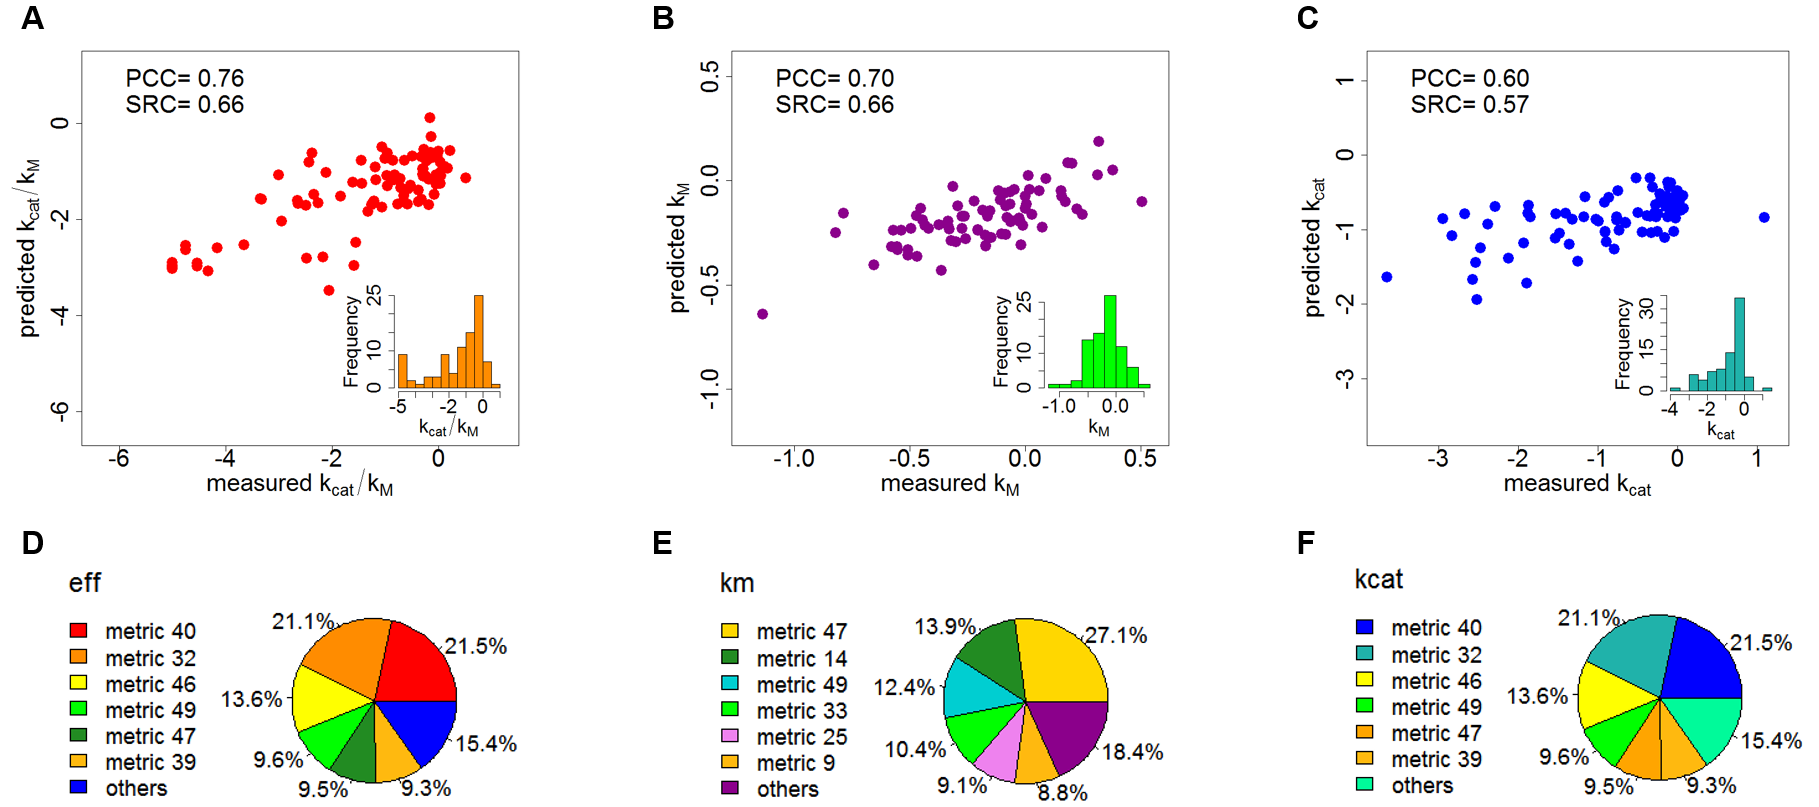 A
PCC= 0.76
SRC= 0.66
predicted kcat/kM
0
-2
-4
-6
-6
-4
-2
0
measured kcat/kM
Frequency
25
10
0
-5
-2
0
kcat/kM
B
PCC= 0.70
SRC= 0.66
predicted kM
0.5
0.0
-0.5
-1.0
-1.0
-0.5
0.0
0.5
measured kM
Frequency
25
10
0
-1.0
0.0
kM
C
PCC= 0.60
SRC= 0.57
predicted kcat
1
0
-1
-2
-3
-3
-2
-1
0
1
measured kcat
Frequency
30
15
0
-4
-2
0
kcat
D
eff
metric 40
metric 32
metric 46
metric 49
metric 47
metric 39
others
21.1%
21.5%
13.6%
9.6%
9.5%
9.3%
15.4%
E
km
metric 47
metric 14
metric 49
metric 33
metric 25
metric 9
others
13.9%
27.1%
12.4%
10.4%
9.1%
8.8%
18.4%
F
kcat
metric 40
metric 32
metric 46
metric 49
metric 47
metric 39
others
21.1%
21.5%
13.6%
9.6%
9.5%
9.3%
15.4%